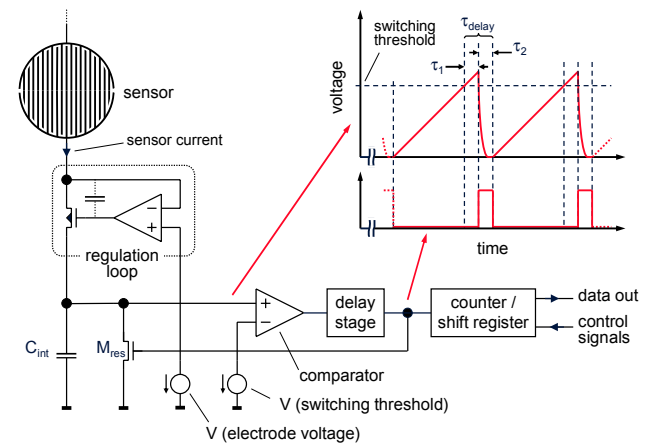 τdelay
switching
threshold
τ1
τ2
voltage
sensor
sensor current
−
+
regulation
loop
time
+
−
delay
stage
counter /
shift register
data out
control
signals
Cint
Mres
comparator
V (switching threshold)
V (electrode voltage)